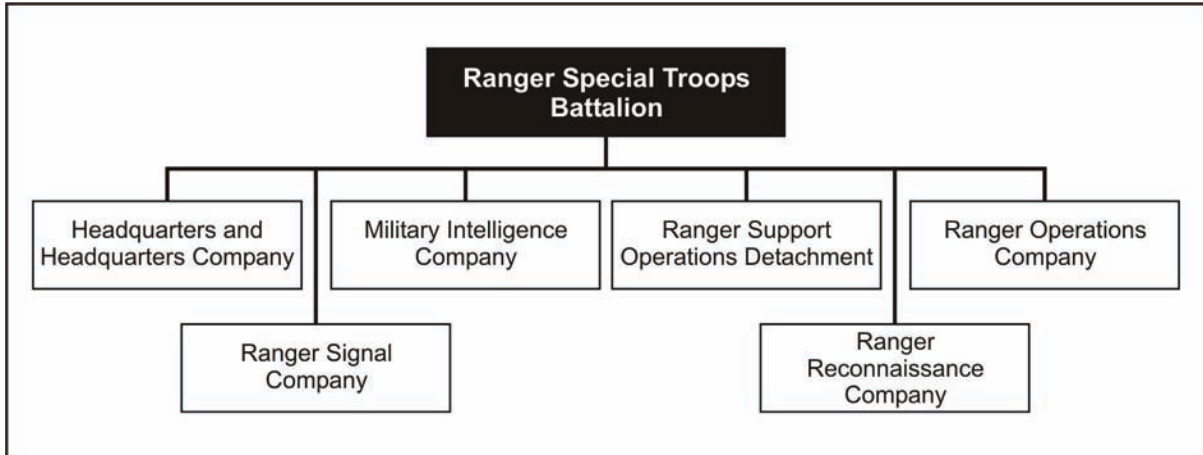 Ranger Special Troops
Battalion
Headquarters and
Headquarters Company
Military Intelligence
Company
Ranger Support
Operations Detachment
Ranger Operations
Company
Ranger Signal
Company
Ranger
Reconnaissance
Company